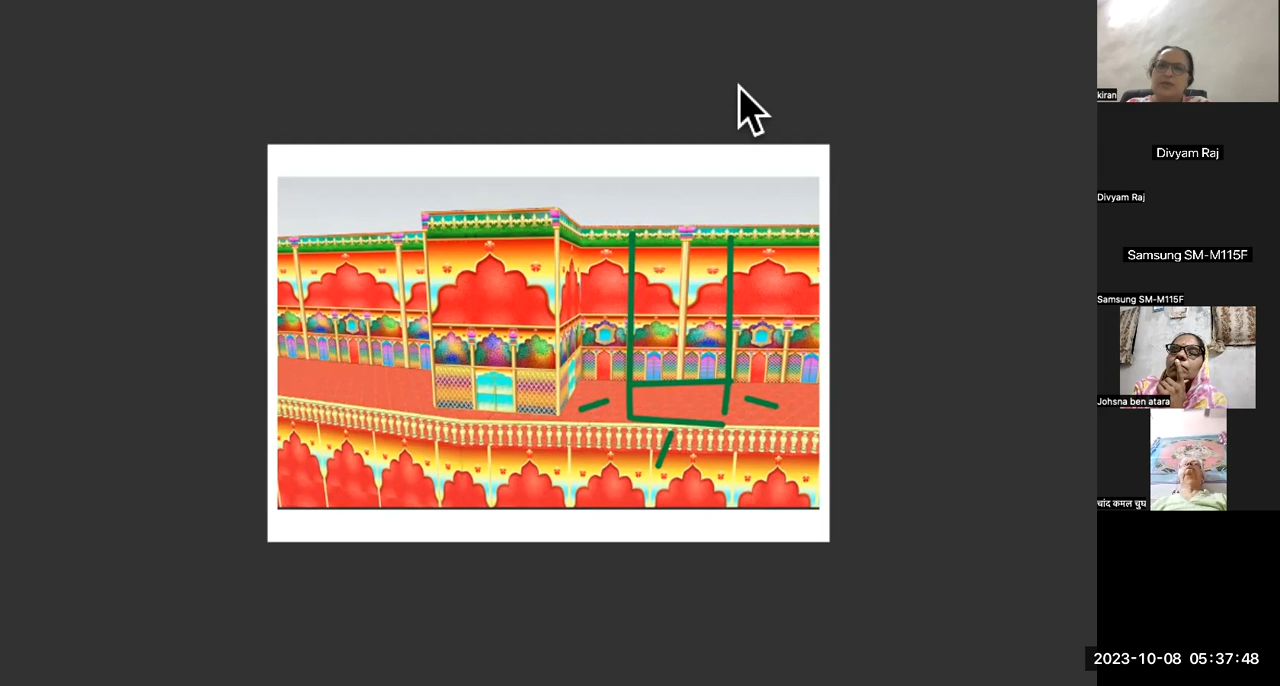 kiran
Divyam Raj
Divyam Raj
Samsung SM-M115F
Samsung SM-M115F
Johsna ben atara
चांद कमल चुघ
2023-10-08 05:37:48